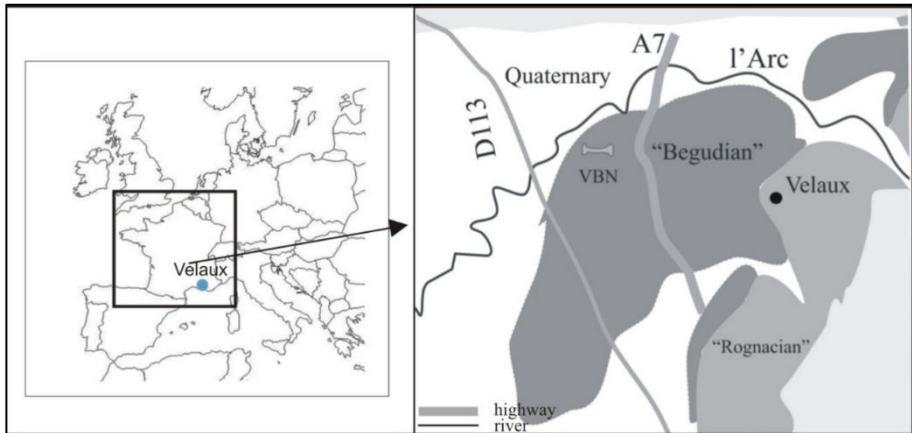 Velaux
A7
l'Arc
Quaternary
D113
"Begudian"
VBN
Velaux
"Rognacian"
highway
river